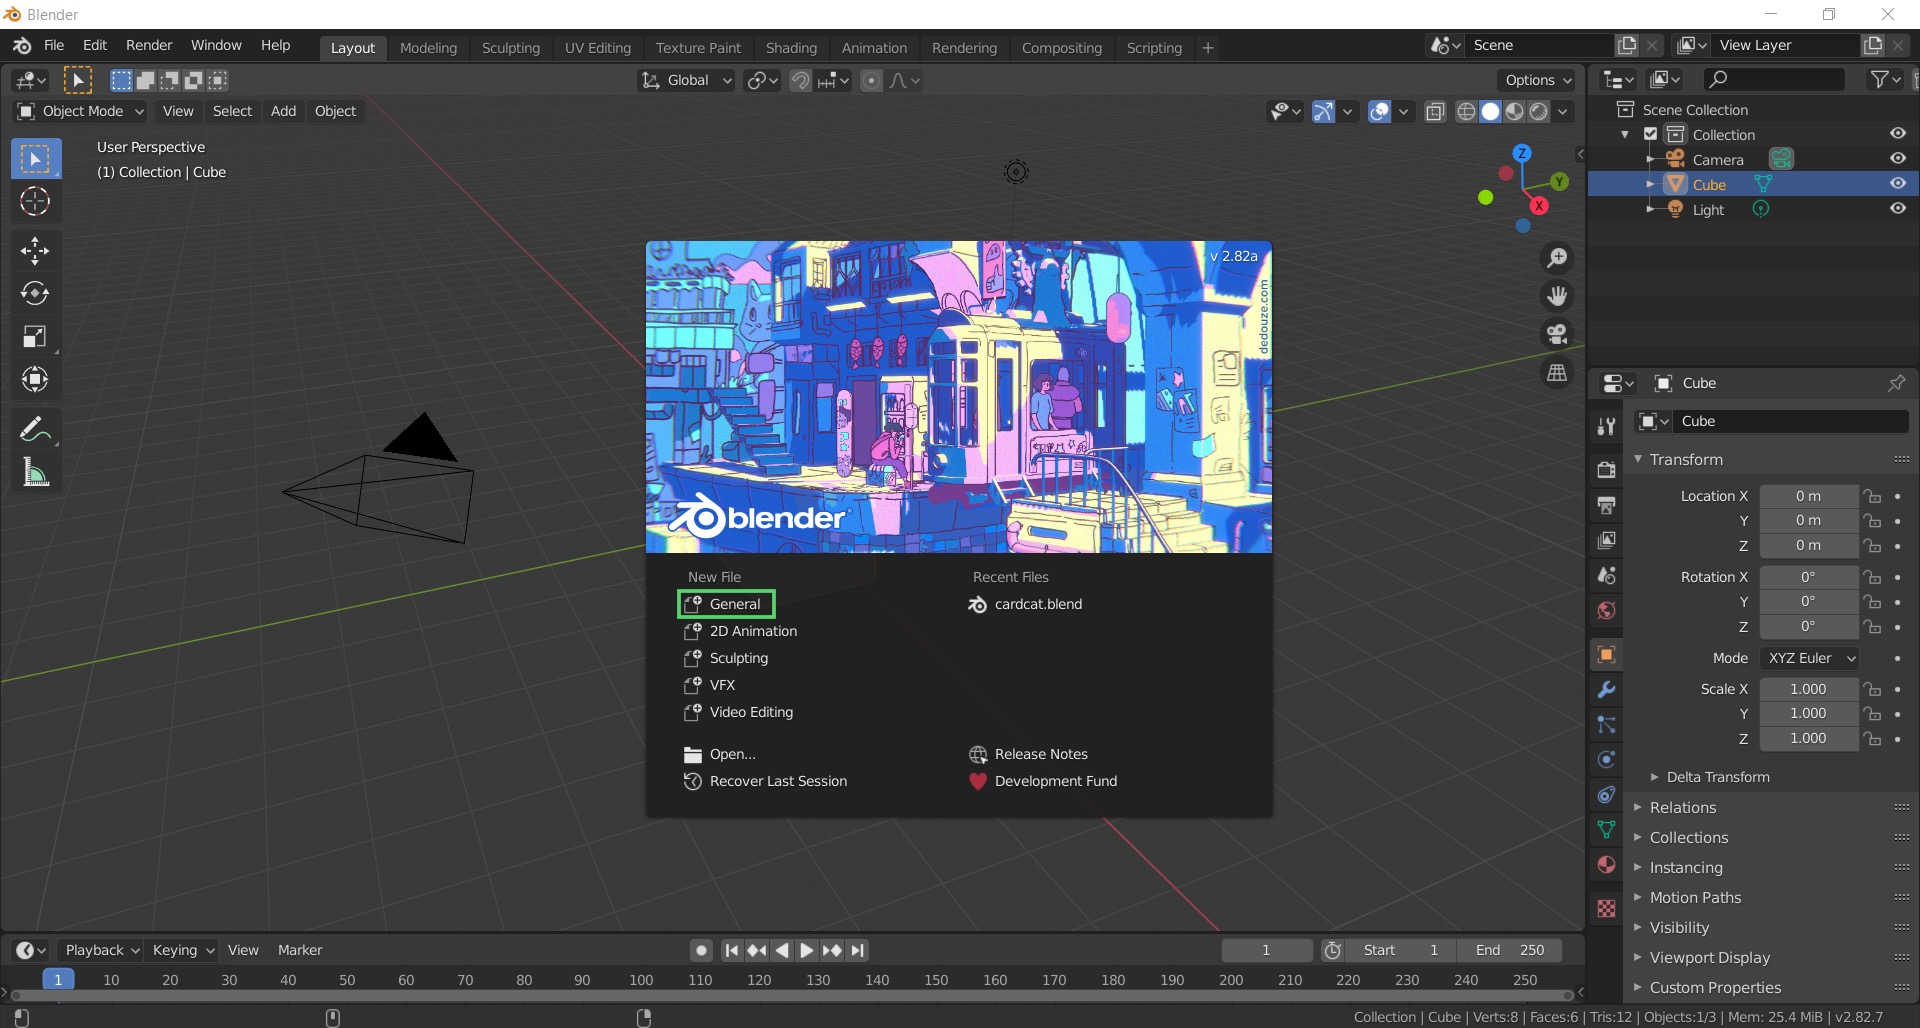 Blender
File Edit Render Window Help Layout Modeling Sculpting UV Editing Texture Paint Shading Animation Rendering Compositing Scripting + Scene View Layer
Global Options
Object Mode View Select Add Object
User Perspective
(1) Collection | Cube
Z
Y
X
Scene Collection
Collection
Camera
Cube
Light
v 2.82a
dedouze.com
blender
New File
General
2D Animation
Sculpting
VFX
Video Editing
Open...
Recover Last Session
Recent Files
cardcat.blend
Release Notes
Development Fund
Cube
Cube
Transform
Location X 0 m
Y 0 m
Z 0 m
Rotation X 0°
Y 0°
Z 0°
Mode XYZ Euler
Scale X 1.000
Y 1.000
Z 1.000
Delta Transform
Relations
Collections
Instancing
Motion Paths
Visibility
Viewport Display
Custom Properties
Playback Keying View Marker 1 Start 1 End 250
1 10 20 30 40 50 60 70 80 90 100 110 120 130 140 150 160 170 180 190 200 210 220 230 240 250
Collection | Cube | Verts:8 | Faces:6 | Tris:12 | Objects:1/3 | Mem: 25.4 MiB | v2.82.7